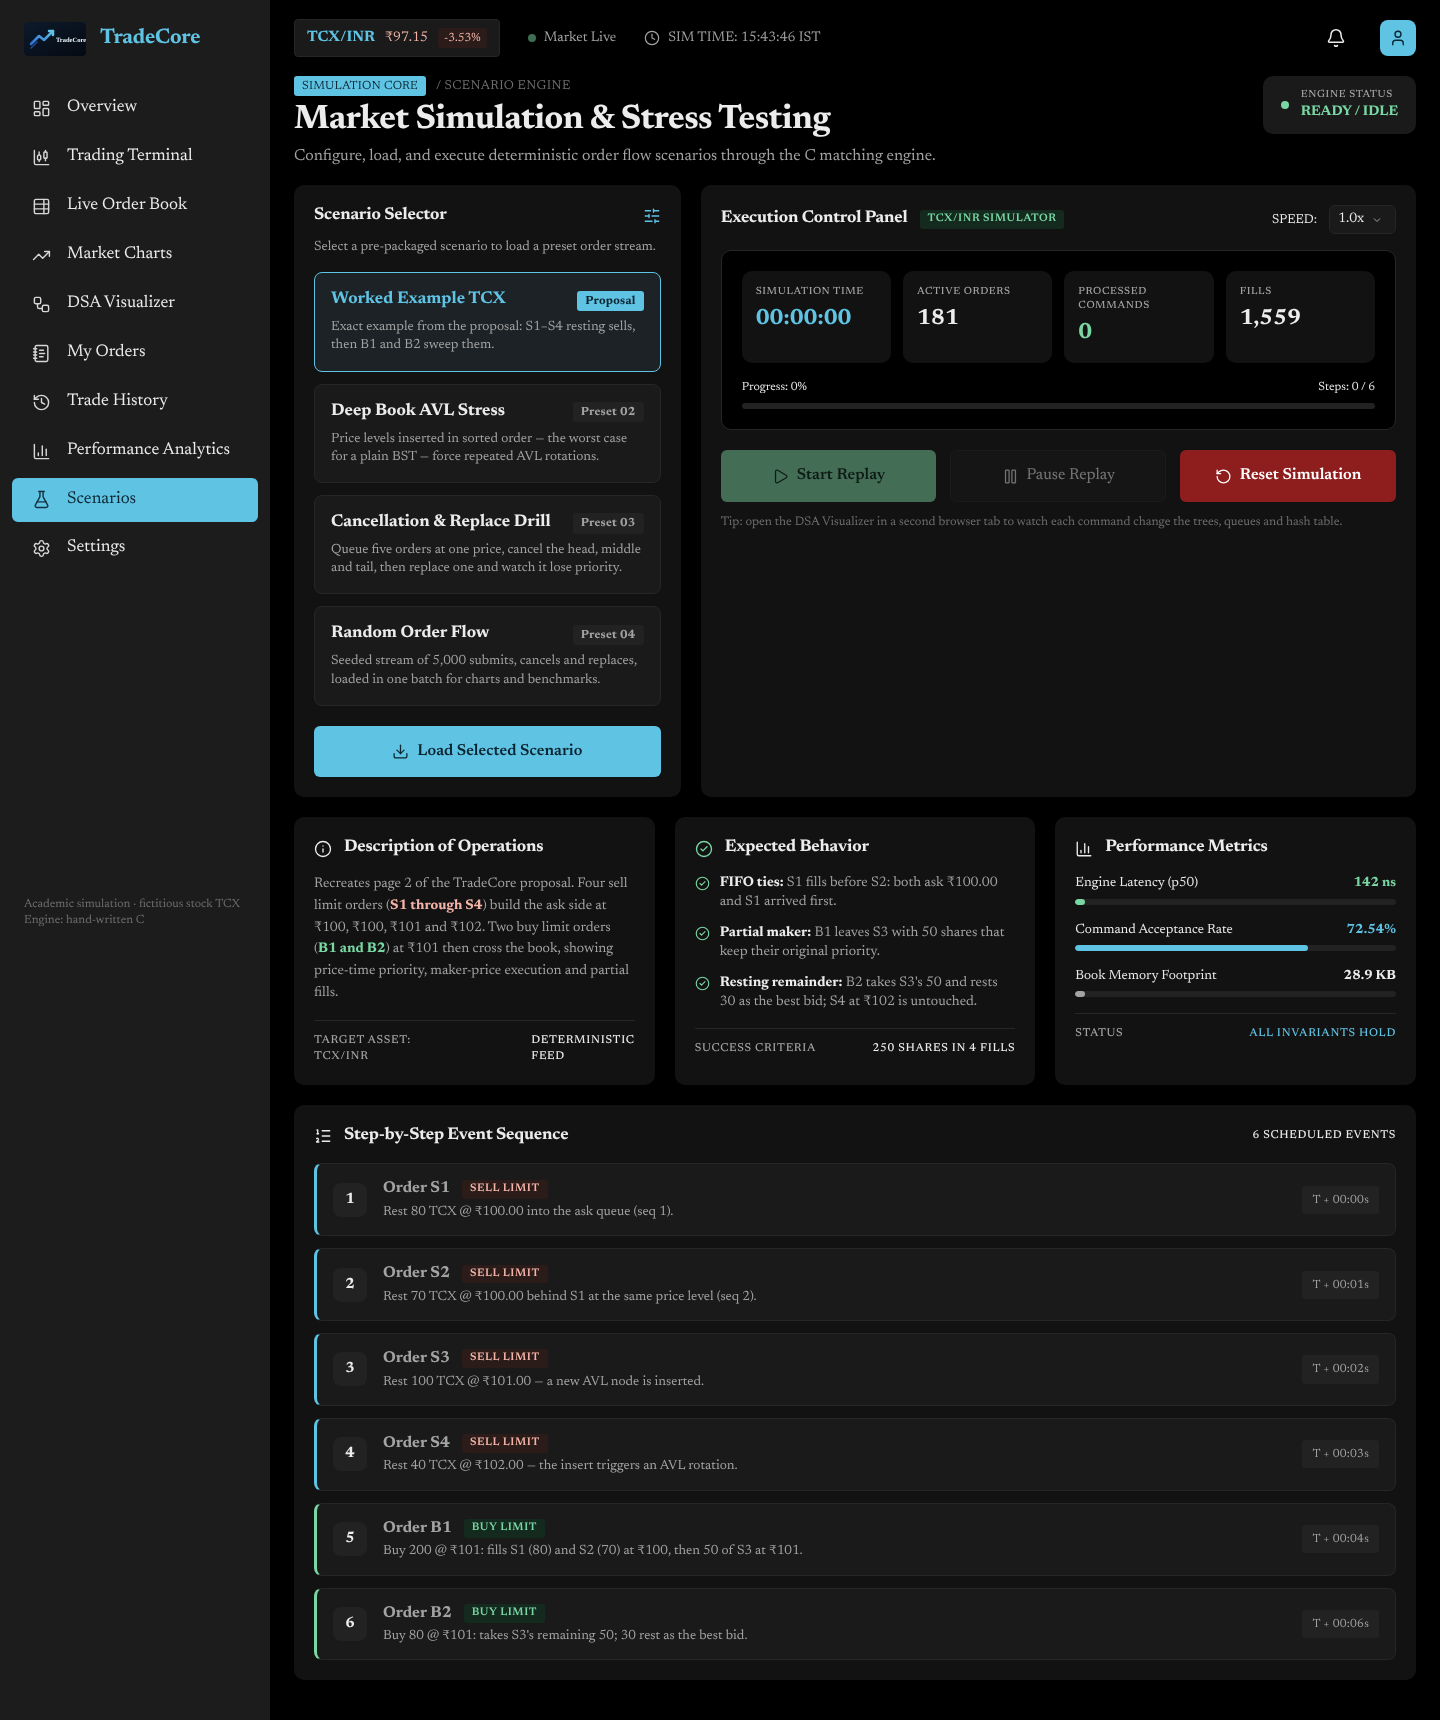 TradeCore
TradeCore
Overview
Trading Terminal
Live Order Book
Market Charts
DSA Visualizer
My Orders
Trade History
Performance Analytics
Scenarios
Settings
Academic simulation · fictitious stock TCX
Engine: hand-written C
TCX/INR ₹97.15 -3.53%
Market Live
SIM TIME: 15:43:46 IST
SIMULATION CORE / SCENARIO ENGINE
Market Simulation & Stress Testing
Configure, load, and execute deterministic order flow scenarios through the C matching engine.
ENGINE STATUS
READY / IDLE
Scenario Selector
Select a pre-packaged scenario to load a preset order stream.
Worked Example TCX
Proposal
Exact example from the proposal: S1–S4 resting sells,
then B1 and B2 sweep them.
Deep Book AVL Stress
Preset 02
Price levels inserted in sorted order — the worst case
for a plain BST — force repeated AVL rotations.
Cancellation & Replace Drill
Preset 03
Queue five orders at one price, cancel the head, middle
and tail, then replace one and watch it lose priority.
Random Order Flow
Preset 04
Seeded stream of 5,000 submits, cancels and replaces,
loaded in one batch for charts and benchmarks.
Load Selected Scenario
Execution Control Panel
TCX/INR SIMULATOR
SPEED: 1.0x
SIMULATION TIME
00:00:00
ACTIVE ORDERS
181
PROCESSED
COMMANDS
0
FILLS
1,559
Progress: 0%
Steps: 0 / 6
Start Replay
Pause Replay
Reset Simulation
Tip: open the DSA Visualizer in a second browser tab to watch each command change the trees, queues and hash table.
Description of Operations
Recreates page 2 of the TradeCore proposal. Four sell
limit orders (S1 through S4) build the ask side at
₹100, ₹100, ₹101 and ₹102. Two buy limit orders
(B1 and B2) at ₹101 then cross the book, showing
price-time priority, maker-price execution and partial
fills.
TARGET ASSET:
TCX/INR
DETERMINISTIC
FEED
Expected Behavior
FIFO ties: S1 fills before S2: both ask ₹100.00
and S1 arrived first.
Partial maker: B1 leaves S3 with 50 shares that
keep their original priority.
Resting remainder: B2 takes S3's 50 and rests
30 as the best bid; S4 at ₹102 is untouched.
SUCCESS CRITERIA
250 SHARES IN 4 FILLS
Performance Metrics
Engine Latency (p50)
142 ns
Command Acceptance Rate
72.54%
Book Memory Footprint
28.9 KB
STATUS
ALL INVARIANTS HOLD
Step-by-Step Event Sequence
6 SCHEDULED EVENTS
1
Order S1 SELL LIMIT
Rest 80 TCX @ ₹100.00 into the ask queue (seq 1).
T + 00:00s
2
Order S2 SELL LIMIT
Rest 70 TCX @ ₹100.00 behind S1 at the same price level (seq 2).
T + 00:01s
3
Order S3 SELL LIMIT
Rest 100 TCX @ ₹101.00 — a new AVL node is inserted.
T + 00:02s
4
Order S4 SELL LIMIT
Rest 40 TCX @ ₹102.00 — the insert triggers an AVL rotation.
T + 00:03s
5
Order B1 BUY LIMIT
Buy 200 @ ₹101: fills S1 (80) and S2 (70) at ₹100, then 50 of S3 at ₹101.
T + 00:04s
6
Order B2 BUY LIMIT
Buy 80 @ ₹101: takes S3's remaining 50; 30 rest as the best bid.
T + 00:06s